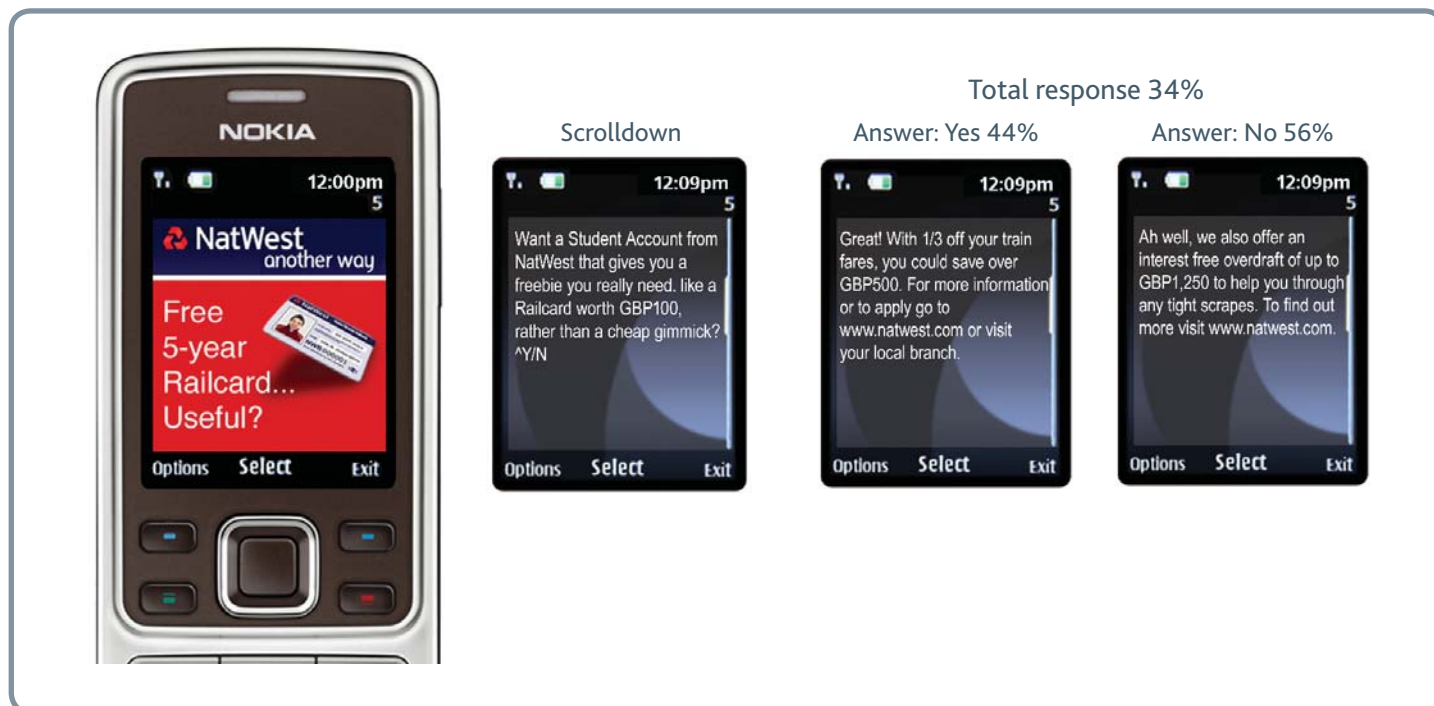 NOKIA
12:00pm
5
NatWest
another way
Free
5-year
Railcard...
Useful?
Options Select Exit
Total response 34%
Scrolldown
12:09pm
5
Want a Student Account from
NatWest that gives you a
freebie you really need. like a
Railcard worth GBP100,
rather than a cheap gimmick?
^Y/N
Options Select Exit
Answer: Yes 44%
12:09pm
5
Great! With 1/3 off your train
fares, you could save over
GBP500. For more information
or to apply go to
www.natwest.com or visit
your local branch.
Options Select Exit
Answer: No 56%
12:09pm
5
Ah well, we also offer an
interest free overdraft of up to
GBP1,250 to help you through
any tight scrapes. To find out
more visit www.natwest.com.
Options Select Exit